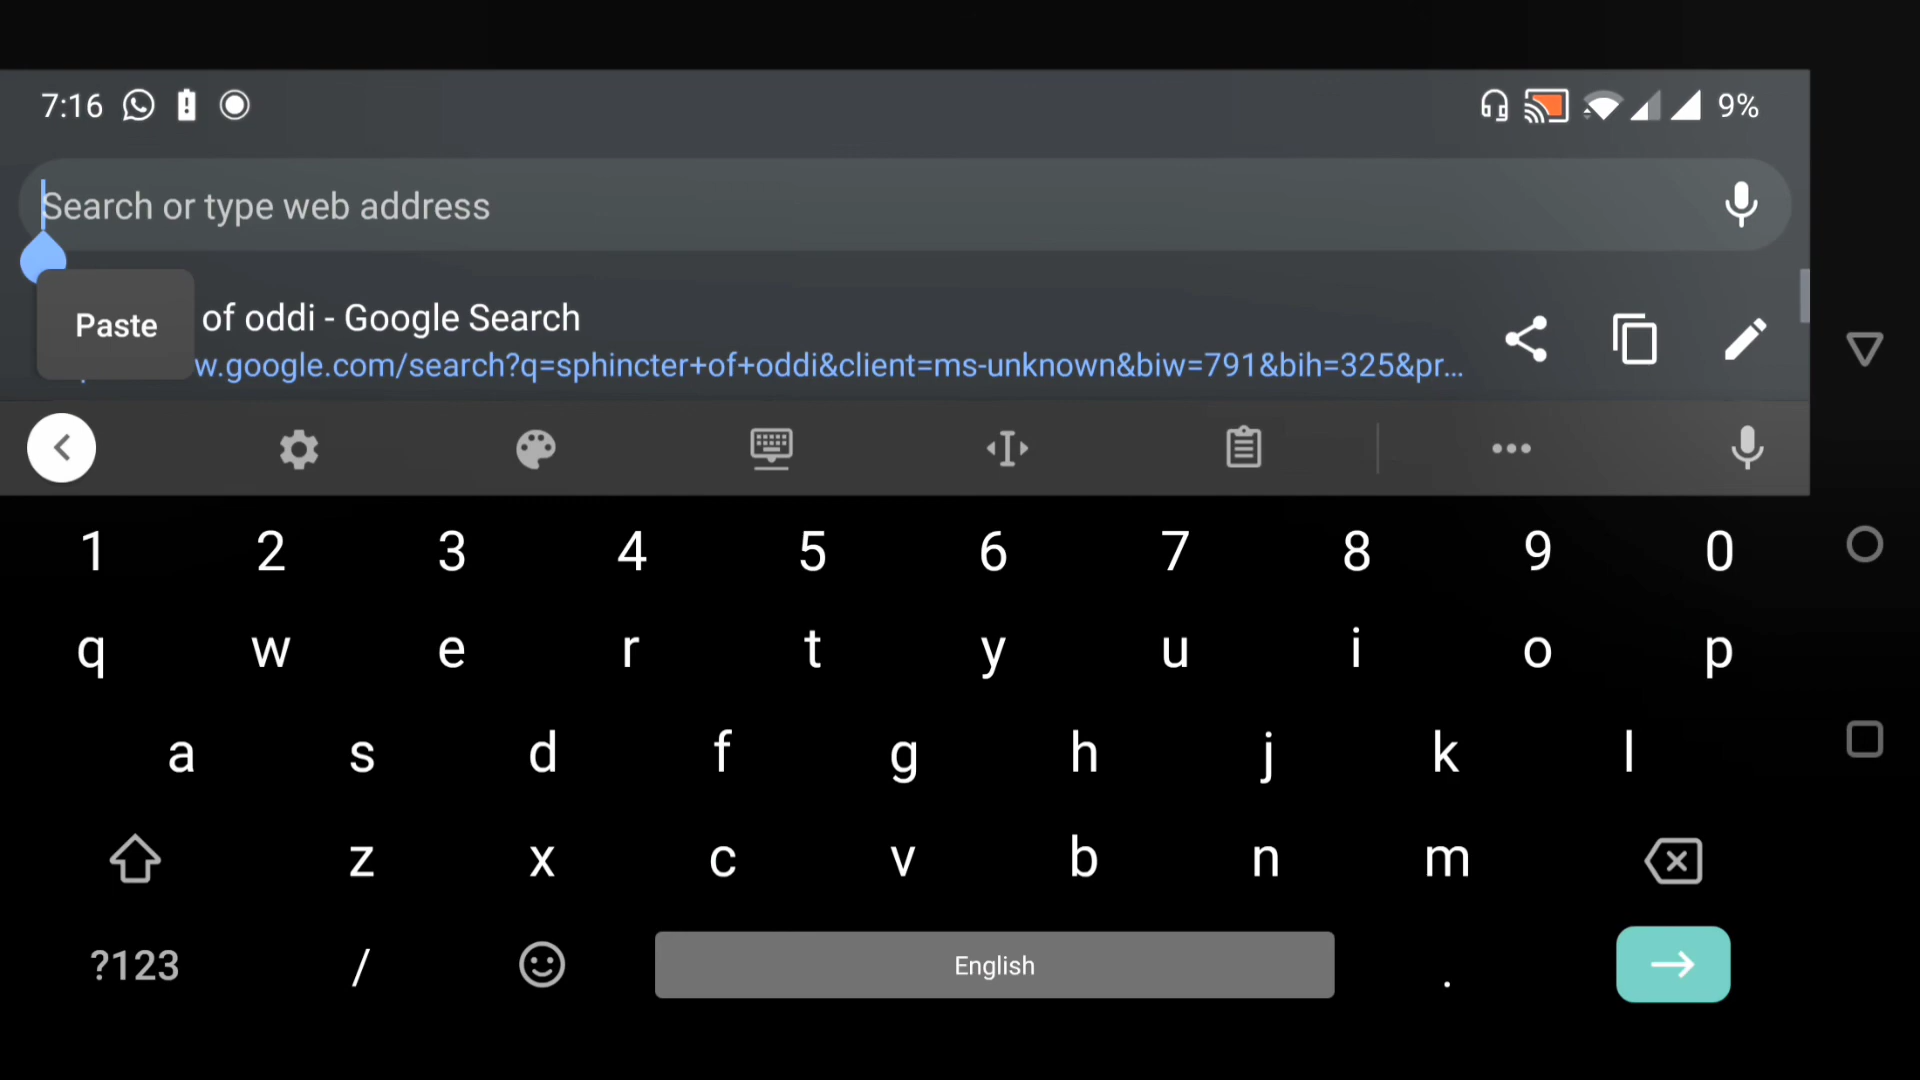 7:16 9%
Search or type web address
Paste of oddi - Google Search
w.google.com/search?q=sphincter+of+oddi&client=ms-unknown&biw=791&bih=325&pr...
1 2 3 4 5 6 7 8 9 0
q w e r t y u i o p
a s d f g h j k l
z x c v b n m
?123 / English .